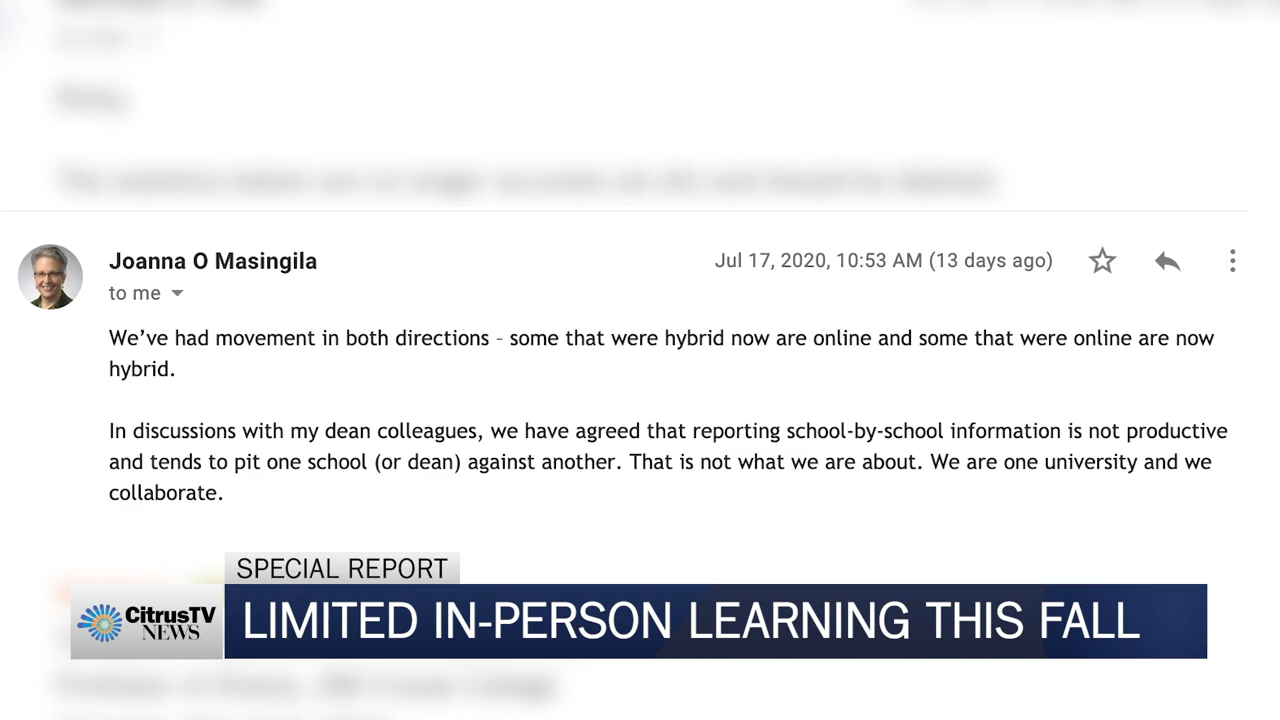 Joanna O Masingila
Jul 17, 2020, 10:53 AM (13 days ago)
to me
We’ve had movement in both directions – some that were hybrid now are online and some that were online are now
hybrid.
In discussions with my dean colleagues, we have agreed that reporting school-by-school information is not productive
and tends to pit one school (or dean) against another. That is not what we are about. We are one university and we
collaborate.
SPECIAL REPORT
CitrusTV
NEWS
LIMITED IN-PERSON LEARNING THIS FALL